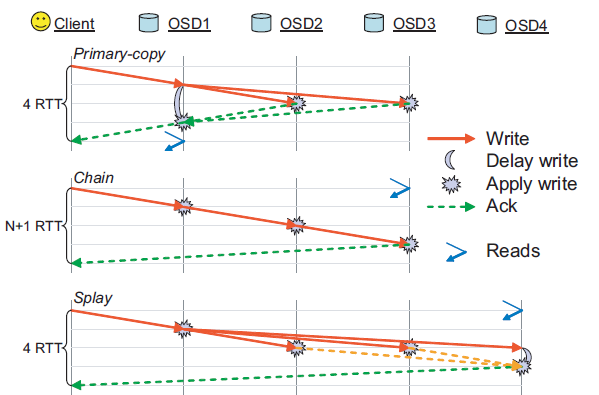 Client OSD1 OSD2 OSD3 OSD4
Primary-copy
4 RTT
Write
Delay write
Apply write
Ack
Reads
Chain
N+1 RTT
Splay
4 RTT